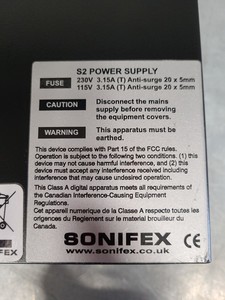 S2 POWER SUPPLY
FUSE 230V 3.15A (T) Anti-surge 20 x 5mm
115V 3.15A (T) Anti-surge 20 x 5mm
CAUTION Disconnect the mains
supply before removing
the equipment covers.
WARNING This apparatus must be
earthed.
This device complies with Part 15 of the FCC rules.
Operation is subject to the following two conditions. (1) this
device may not cause harmful interference, and (2) this
device must accept any interference received including
interference that may cause undesired operation.
This Class A digital apparatus meets all requirements of
the Canadian Interference-Causing Equipment
Regulations.
Cet appareil numerique de la Classe A respecte toutes les
exigences du Reglement sur le materiel brouilleur du
Canada.
SONIFEX CE
www.sonifex.co.uk
IFEX